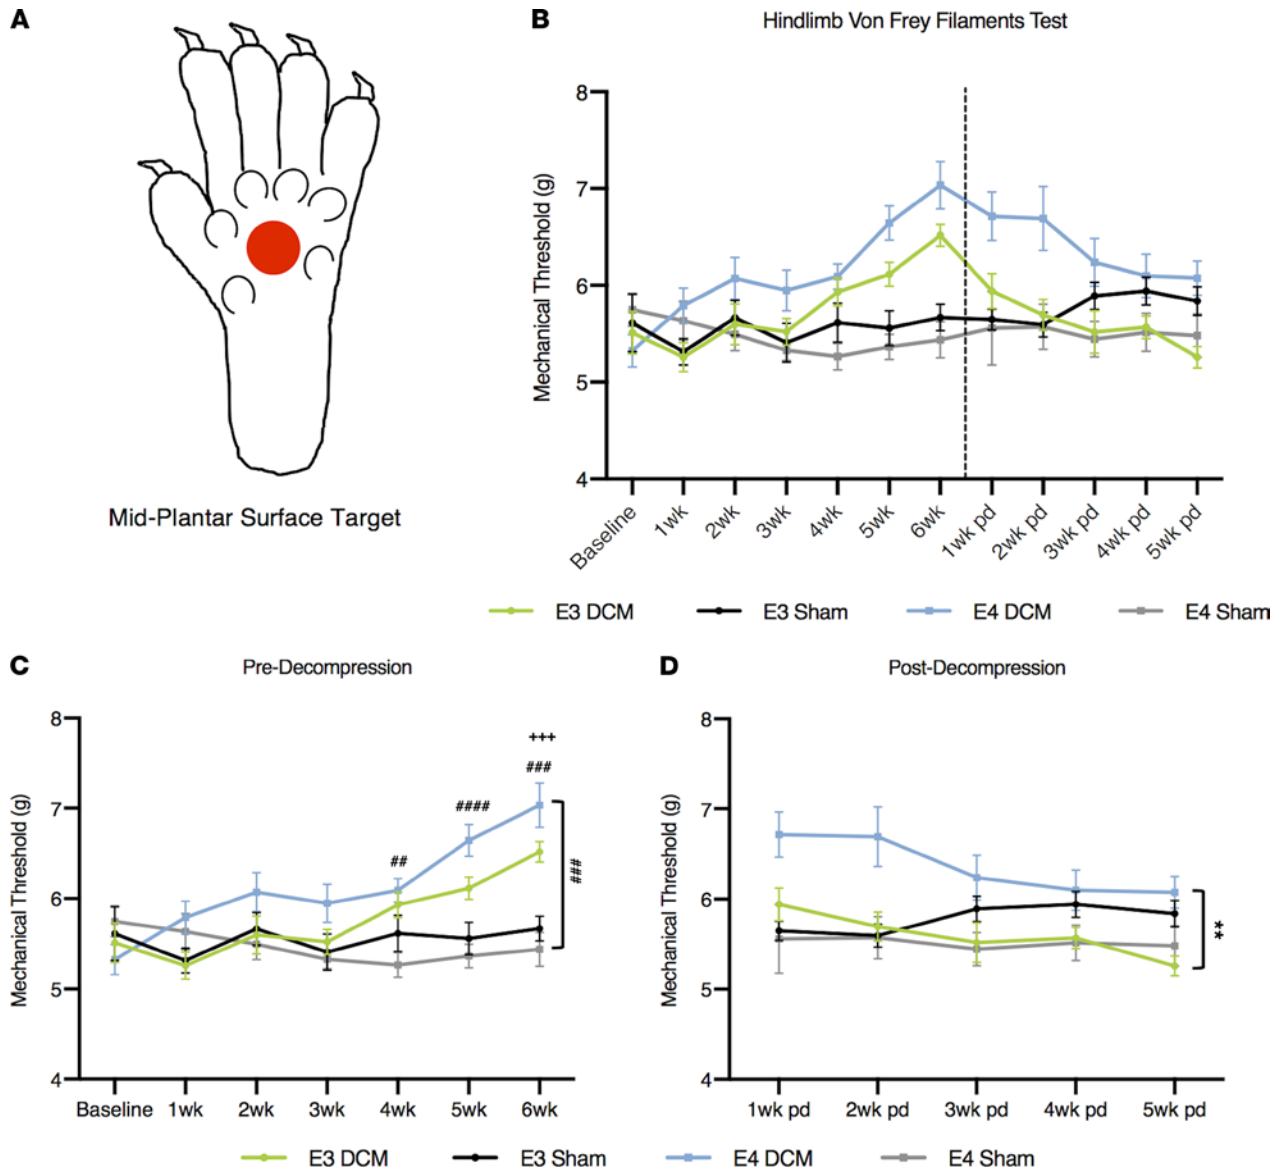 A
Mid-Plantar Surface Target
B
Hindlimb Von Frey Filaments Test
Mechanical Threshold (g)
8
7
6
5
4
Baseline
1wk
2wk
3wk
4wk
5wk
6wk
1wk pd
2wk pd
3wk pd
4wk pd
5wk pd
E3 DCM
E3 Sham
E4 DCM
E4 Sham
C
Pre-Decompression
Mechanical Threshold (g)
8
7
6
5
4
+++
###
####
##
###
Baseline
1wk
2wk
3wk
4wk
5wk
6wk
D
Post-Decompression
Mechanical Threshold (g)
8
7
6
5
4
**
1wk pd
2wk pd
3wk pd
4wk pd
5wk pd
E3 DCM
E3 Sham
E4 DCM
E4 Sham